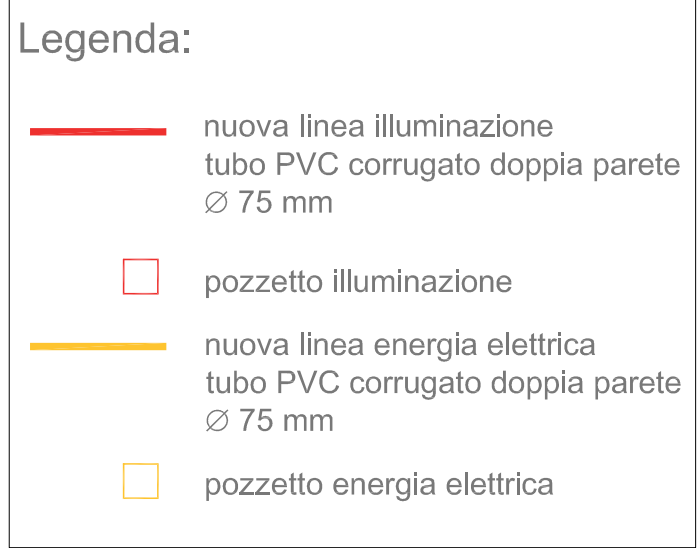 Legenda:
nuova linea illuminazione
tubo PVC corrugato doppia parete
∅ 75 mm
pozzetto illuminazione
nuova linea energia elettrica
tubo PVC corrugato doppia parete
∅ 75 mm
pozzetto energia elettrica